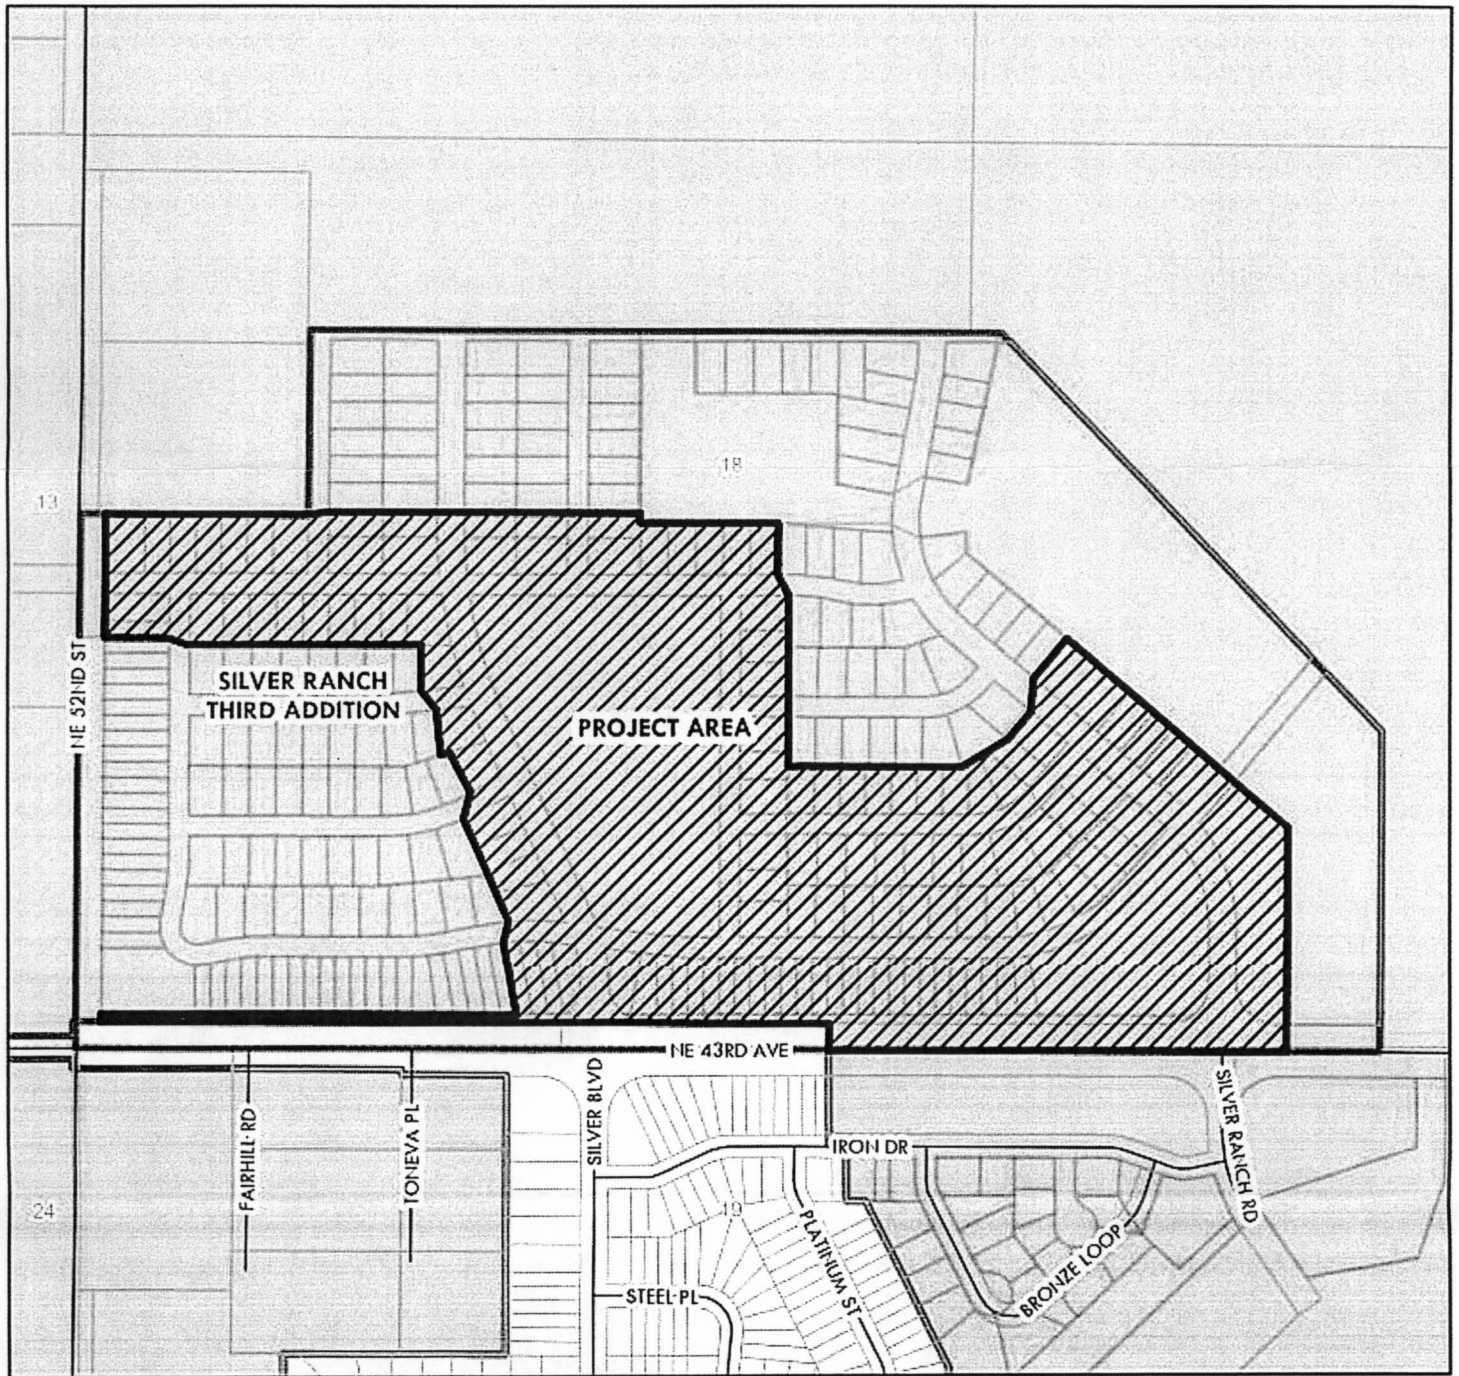 18
13
NE 52ND ST
SILVER RANCH
THIRD ADDITION
PROJECT AREA
NE 43RD AVE
FAIRHILL RD
TONEVA PL
SILVER BLVD
SILVER RANCH RD
IRON DR
24
19
PLATINUM ST
BRONZE LOOP
STEEL PL